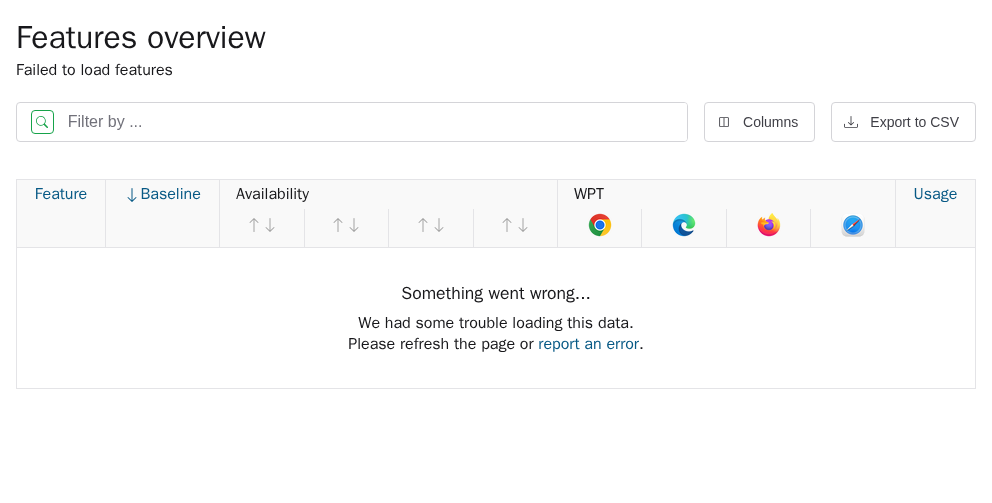 Features overview
Failed to load features
Filter by ...
Columns
Export to CSV
Feature
Baseline
Availability
WPT
Usage
Something went wrong...
We had some trouble loading this data.
Please refresh the page or report an error.